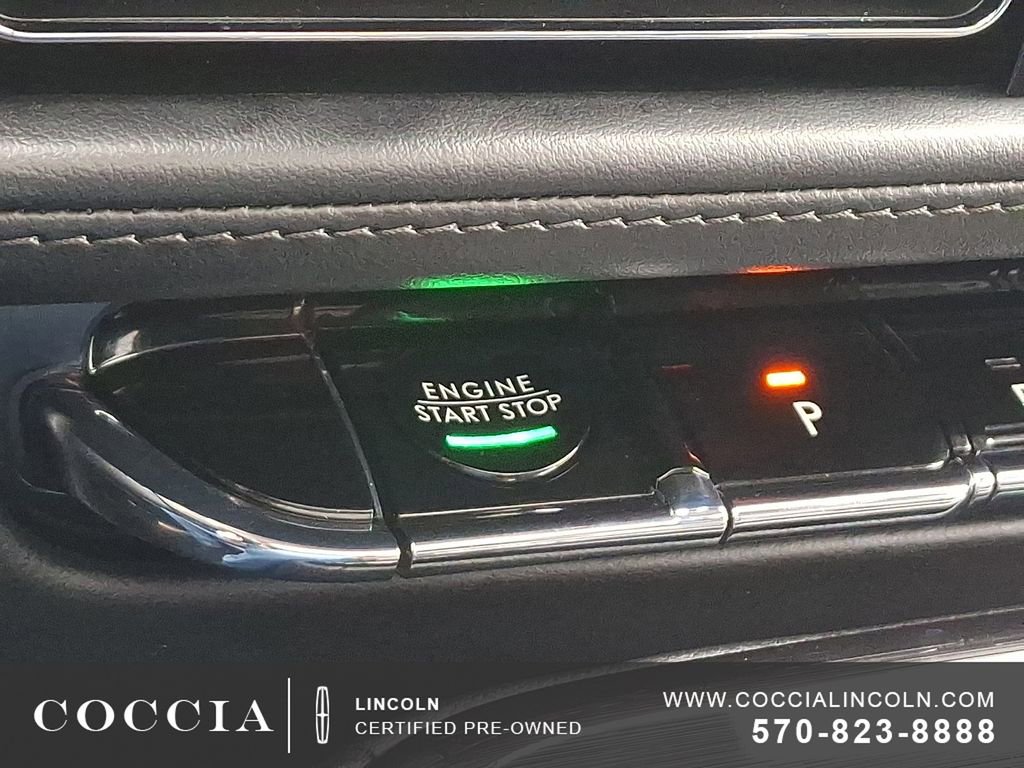 ENGINE
START STOP
P
COCCIA
LINCOLN
CERTIFIED PRE-OWNED
WWW.COCCIALINCOLN.COM
570-823-8888